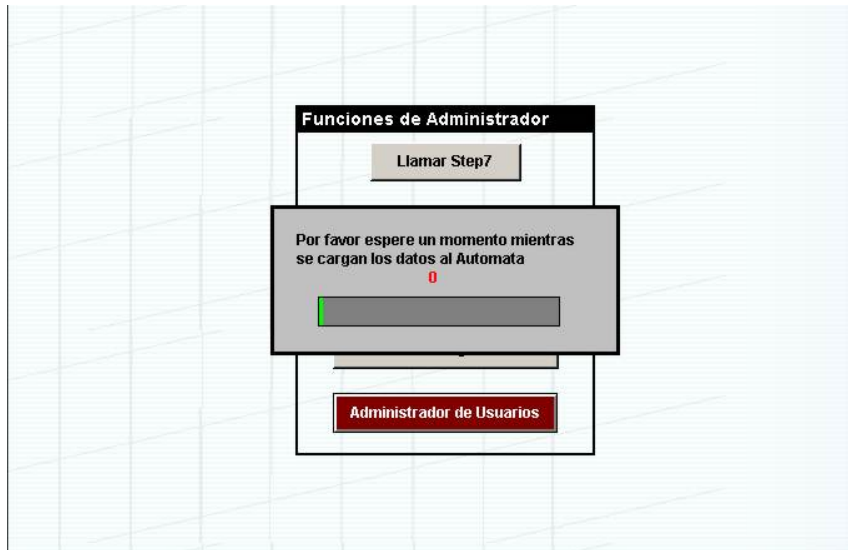 Funciones de Administrador
Llamar Step7
Por favor espere un momento mientras
se cargan los datos al Automata
0
Administrador de Usuarios